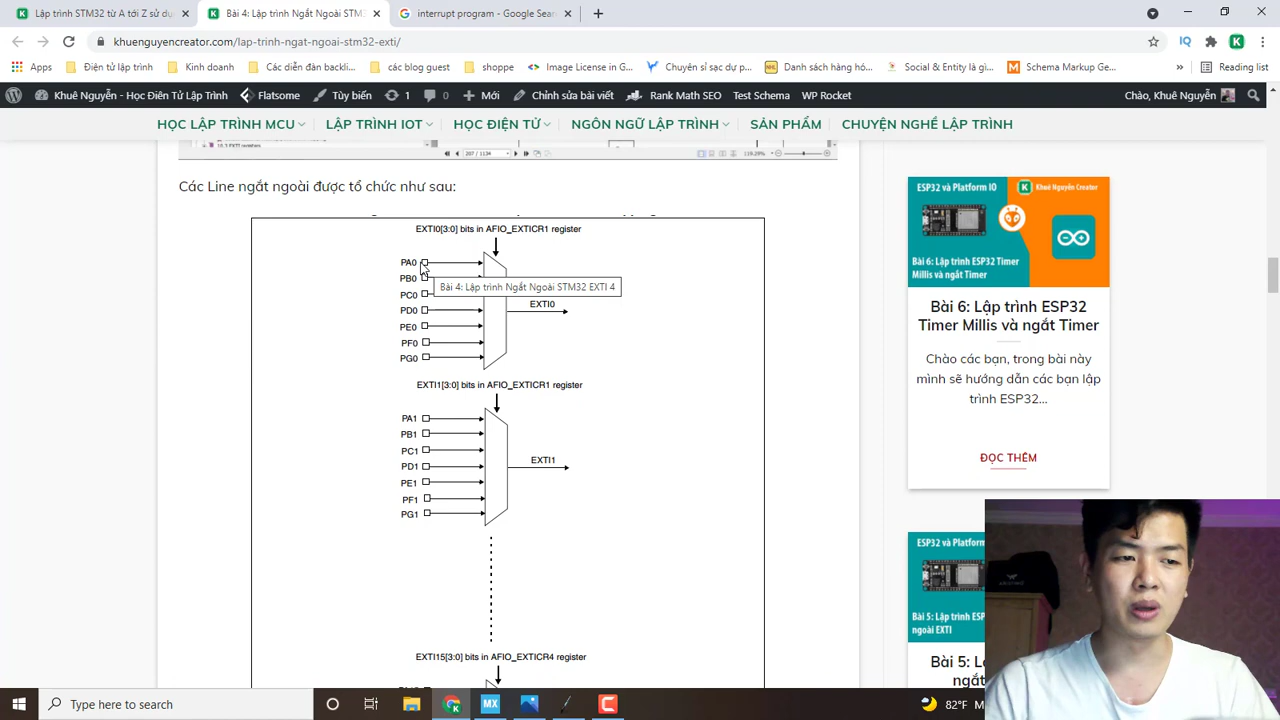 Lập trình STM32 từ A tới Z sử dụ
Bài 4: Lập trình Ngắt Ngoài STM3
interrupt program - Google Sear
khuenguyencreator.com/lap-trinh-ngat-ngoai-stm32-exti/
Apps
Điện tử lập trình
Kinh doanh
Các diễn đàn backli...
các blog guest
shoppe
Image License in G...
Chuyên sỉ sạc dự p...
Danh sách hàng hó...
Social & Entity là gì...
Schema Markup Ge...
»
Reading list
Khuê Nguyễn - Học Điện Tử Lập Trình
Flatsome
Tùy biến
1
0
Mới
Chỉnh sửa bài viết
Rank Math SEO
Test Schema
WP Rocket
Chào, Khuê Nguyễn
HỌC LẬP TRÌNH MCU
LẬP TRÌNH IOT
HỌC ĐIỆN TỬ
NGÔN NGỮ LẬP TRÌNH
SẢN PHẨM
CHUYỆN NGHỀ LẬP TRÌNH
207 / 1134
Các Line ngắt ngoài được tổ chức như sau:
EXTI0[3:0] bits in AFIO_EXTICR1 register
PA0
PB0
Bài 4: Lập trình Ngắt Ngoài STM32 EXTI 4
PC0
EXTI0
PD0
PE0
PF0
PG0
EXTI1[3:0] bits in AFIO_EXTICR1 register
PA1
PB1
PC1
EXTI1
PD1
PE1
PF1
PG1
EXTI15[3:0] bits in AFIO_EXTICR4 register
ESP32 và Platform IO
Khuê Nguyễn Creator
Bài 6: Lập trình ESP32 Timer
Millis và ngắt Timer
Bài 6: Lập trình ESP32
Timer Millis và ngắt Timer
Chào các bạn, trong bài này
mình sẽ hướng dẫn các bạn lập
trình ESP32...
ĐỌC THÊM
ESP32 và Platform
Bài 5: Lập trình ESP
ngoài EXTI
Bài 5: L
ngắt
Type here to search
82°F